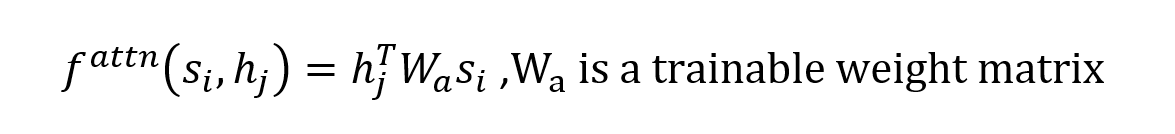 f^{attn}(s_i, h_j) = h_j^T W_a s_i ,W_a is a trainable weight matrix